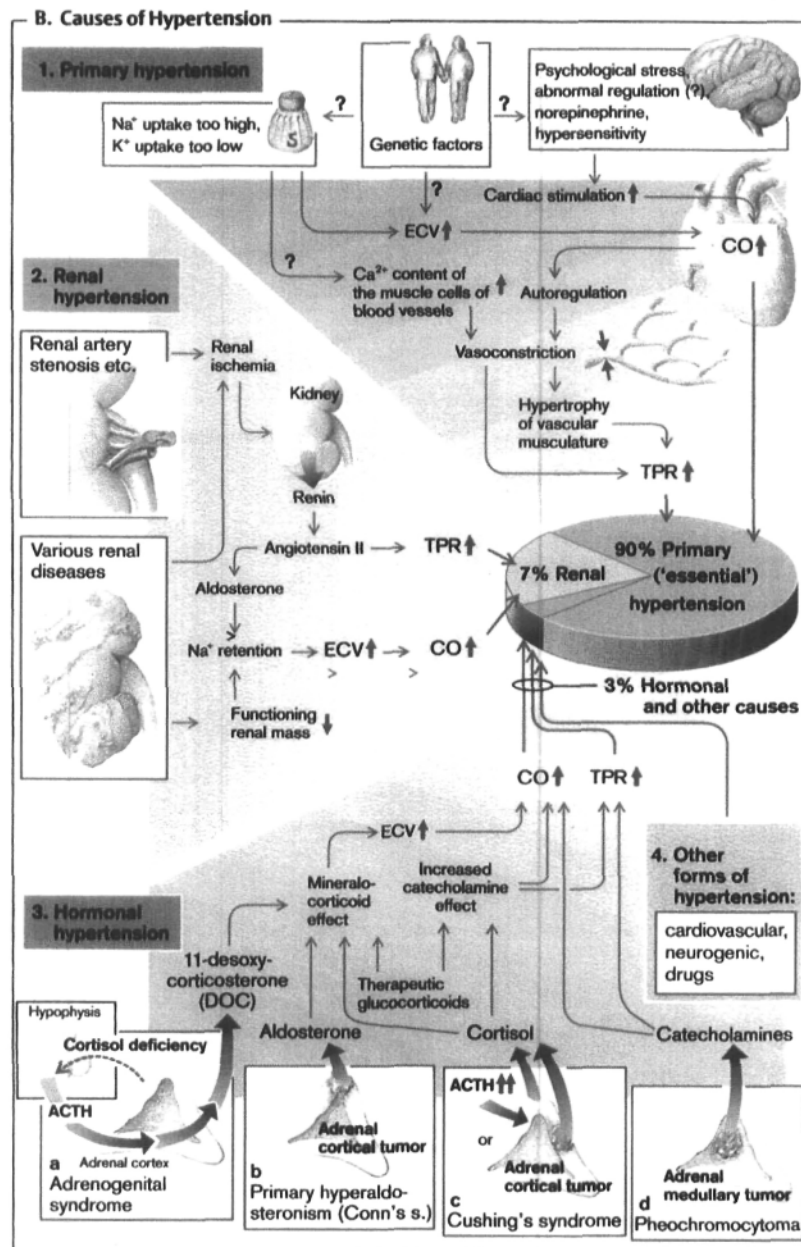 B. Causes of Hypertension
1. Primary hypertension
Na⁺ uptake too high,
K⁺ uptake too low
S
?
Genetic factors
?
Psychological stress,
abnormal regulation (?),
norepinephrine,
hypersensitivity
?
Cardiac stimulation
ECV
CO
?
Ca²⁺ content of
the muscle cells of
blood vessels
Autoregulation
Vasoconstriction
Hypertrophy
of vascular
musculature
TPR
2. Renal
hypertension
Renal artery
stenosis etc.
Renal
ischemia
Kidney
Renin
Various renal
diseases
Angiotensin II
TPR
Aldosterone
Na⁺ retention
ECV
CO
Functioning
renal mass
90% Primary
('essential')
hypertension
7% Renal
3% Hormonal
and other causes
CO
TPR
ECV
Mineralo-
corticoid
effect
Increased
catecholamine
effect
4. Other
forms of
hypertension:
cardiovascular,
neurogenic,
drugs
3. Hormonal
hypertension
11-desoxy-
corticosterone
(DOC)
Therapeutic
glucocorticoids
Hypophysis
Cortisol deficiency
Aldosterone
Cortisol
Catecholamines
ACTH
Adrenal cortex
a
Adrenogenital
syndrome
Adrenal
cortical tumor
b
Primary hyperaldo-
steronism (Conn's s.)
ACTH
or
Adrenal
cortical tumor
c
Cushing's syndrome
Adrenal
medullary tumor
d
Pheochromocytoma